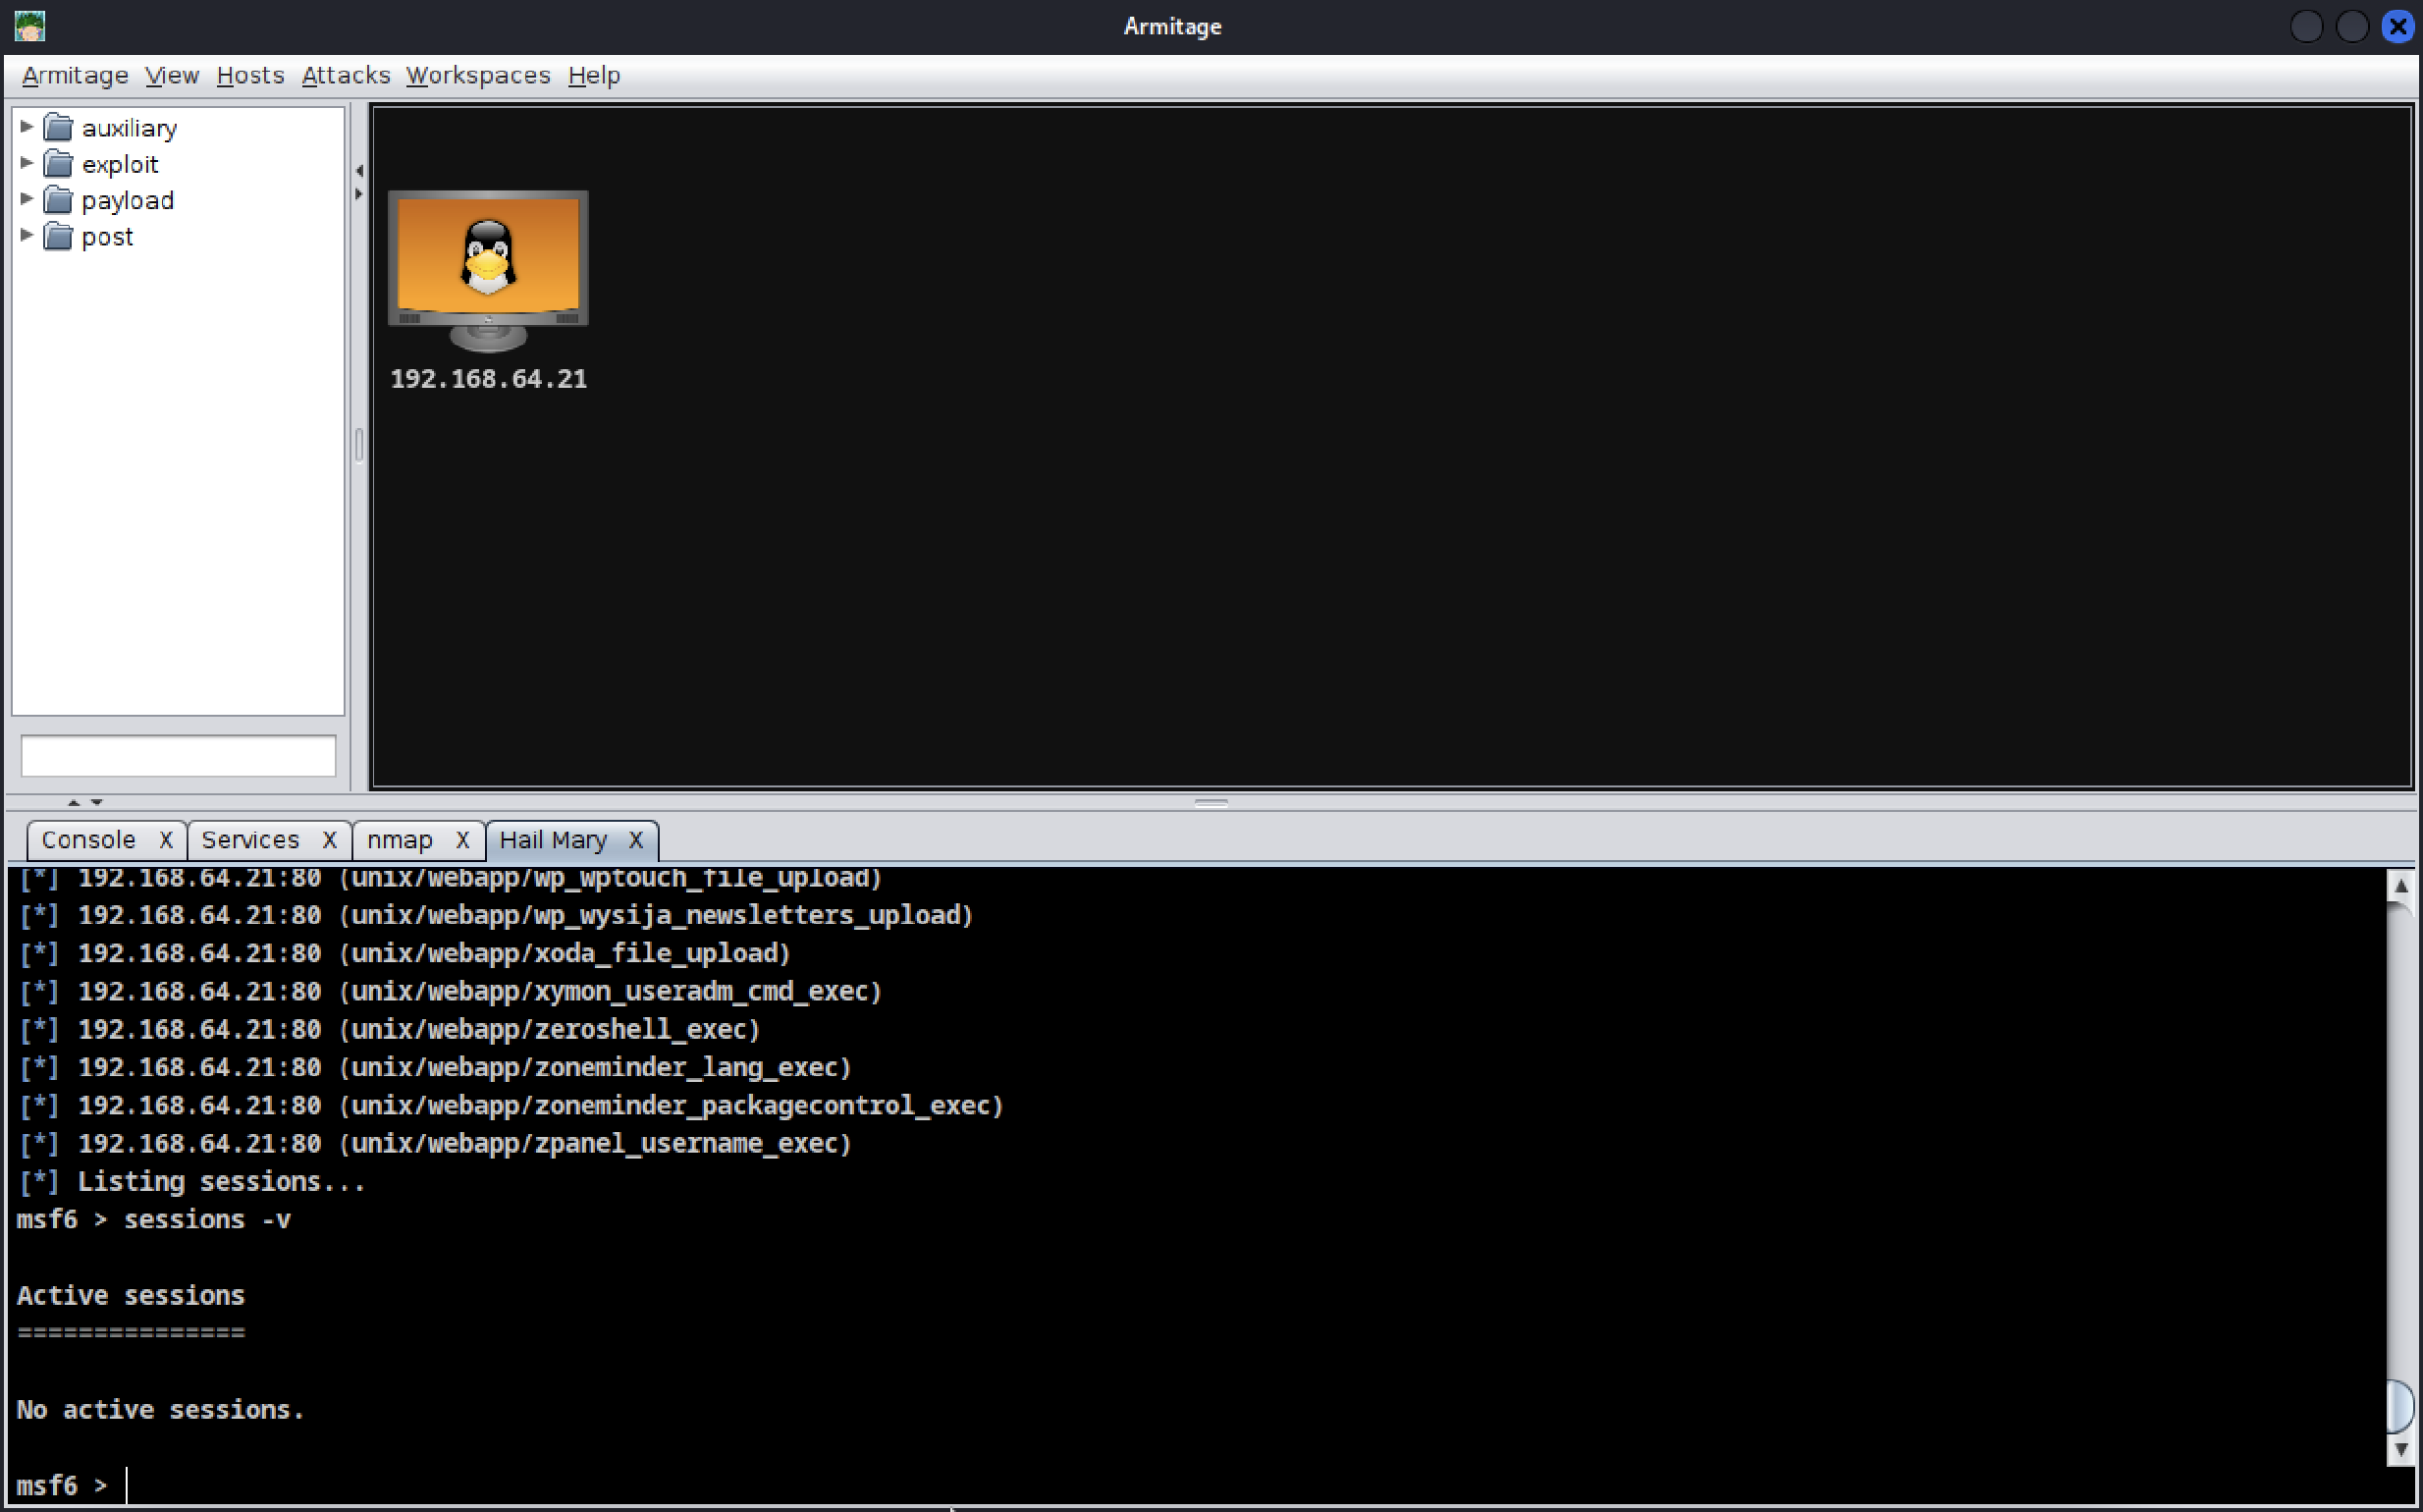 Armitage
Armitage View Hosts Attacks Workspaces Help
auxiliary
exploit
payload
post
192.168.64.21
Console X Services X nmap X Hail Mary X
[*] 192.168.64.21:80 (unix/webapp/wp_wptouch_file_upload)
[*] 192.168.64.21:80 (unix/webapp/wp_wysija_newsletters_upload)
[*] 192.168.64.21:80 (unix/webapp/xoda_file_upload)
[*] 192.168.64.21:80 (unix/webapp/xymon_useradm_cmd_exec)
[*] 192.168.64.21:80 (unix/webapp/zeroshell_exec)
[*] 192.168.64.21:80 (unix/webapp/zoneminder_lang_exec)
[*] 192.168.64.21:80 (unix/webapp/zoneminder_packagecontrol_exec)
[*] 192.168.64.21:80 (unix/webapp/zpanel_username_exec)
[*] Listing sessions...
msf6 > sessions -v
Active sessions
===============
No active sessions.
msf6 >